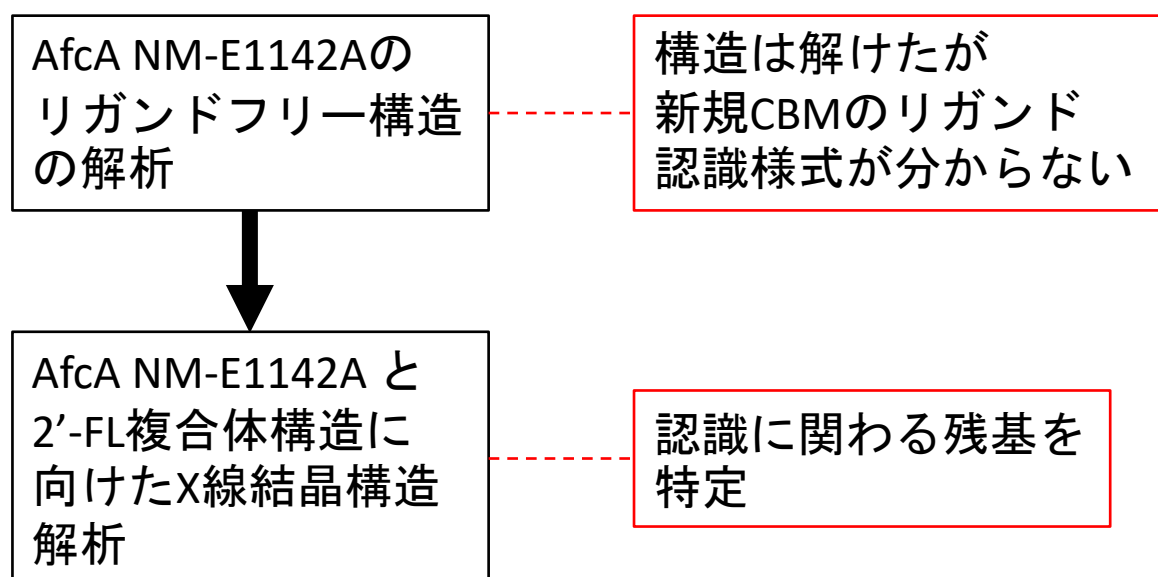 AfcA NM-E1142Aの
リガンドフリー構造
の解析
構造は解けたが
新規CBMのリガンド
認識様式が分からない
AfcA NM-E1142A と
2’-FL複合体構造に
向けたX線結晶構造
解析
認識に関わる残基を
特定